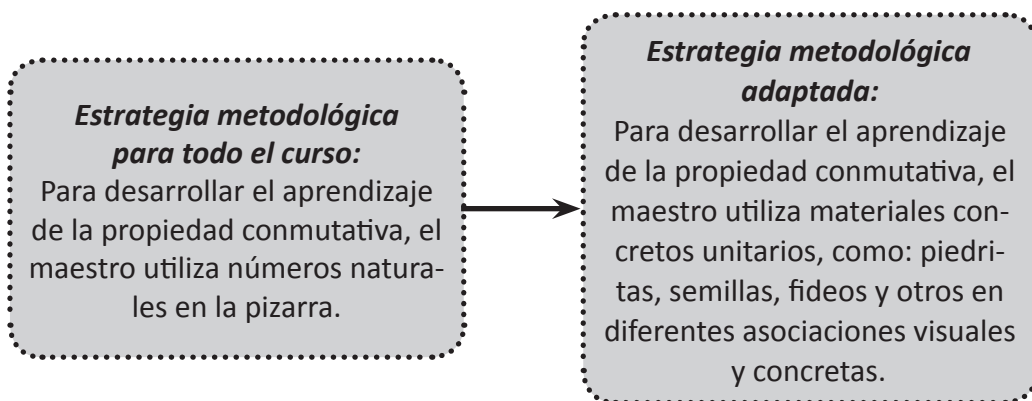 Estrategia metodológica
para todo el curso:
Para desarrollar el aprendizaje
de la propiedad conmutativa, el
maestro utiliza números natura-
les en la pizarra.
Estrategia metodológica
adaptada:
Para desarrollar el aprendizaje
de la propiedad conmutativa, el
maestro utiliza materiales con-
cretos unitarios, como: piedri-
tas, semillas, fideos y otros en
diferentes asociaciones visuales
y concretas.